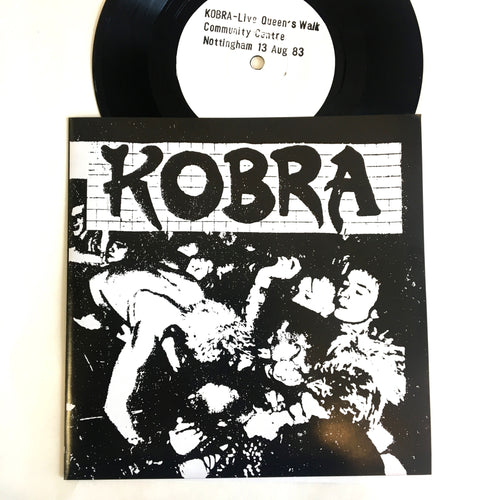 KOBRA-Live Queen's Walk
Community Centre
Nottingham 13 Aug 83
KOBRA